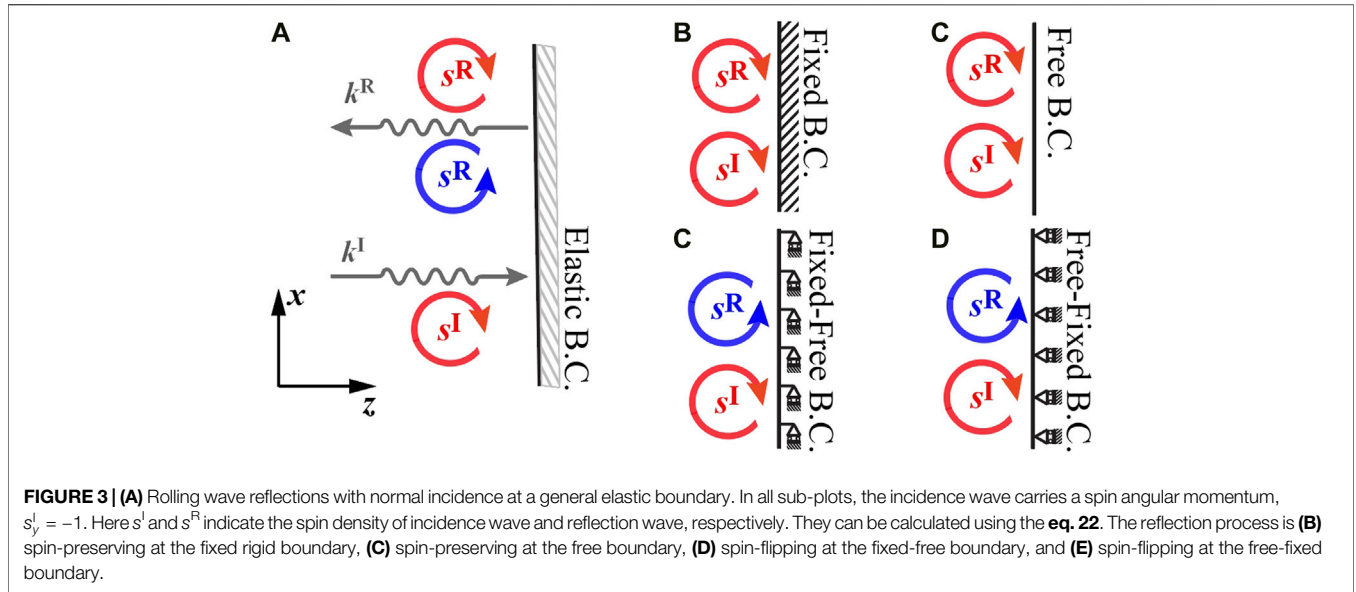 A
s^R
k^R
s^R
k^I
s^I
x
z
Elastic B.C.
B
s^R
s^I
Fixed B.C.
C
s^R
s^I
Free B.C.
C
s^R
s^I
Fixed-Free B.C.
D
s^R
s^I
Free-Fixed B.C.
FIGURE 3 | (A) Rolling wave reflections with normal incidence at a general elastic boundary. In all sub-plots, the incidence wave carries a spin angular momentum,
s_y^I = −1. Here s^I and s^R indicate the spin density of incidence wave and reflection wave, respectively. They can be calculated using the eq. 22. The reflection process is (B)
spin-preserving at the fixed rigid boundary, (C) spin-preserving at the free boundary, (D) spin-flipping at the fixed-free boundary, and (E) spin-flipping at the free-fixed
boundary.